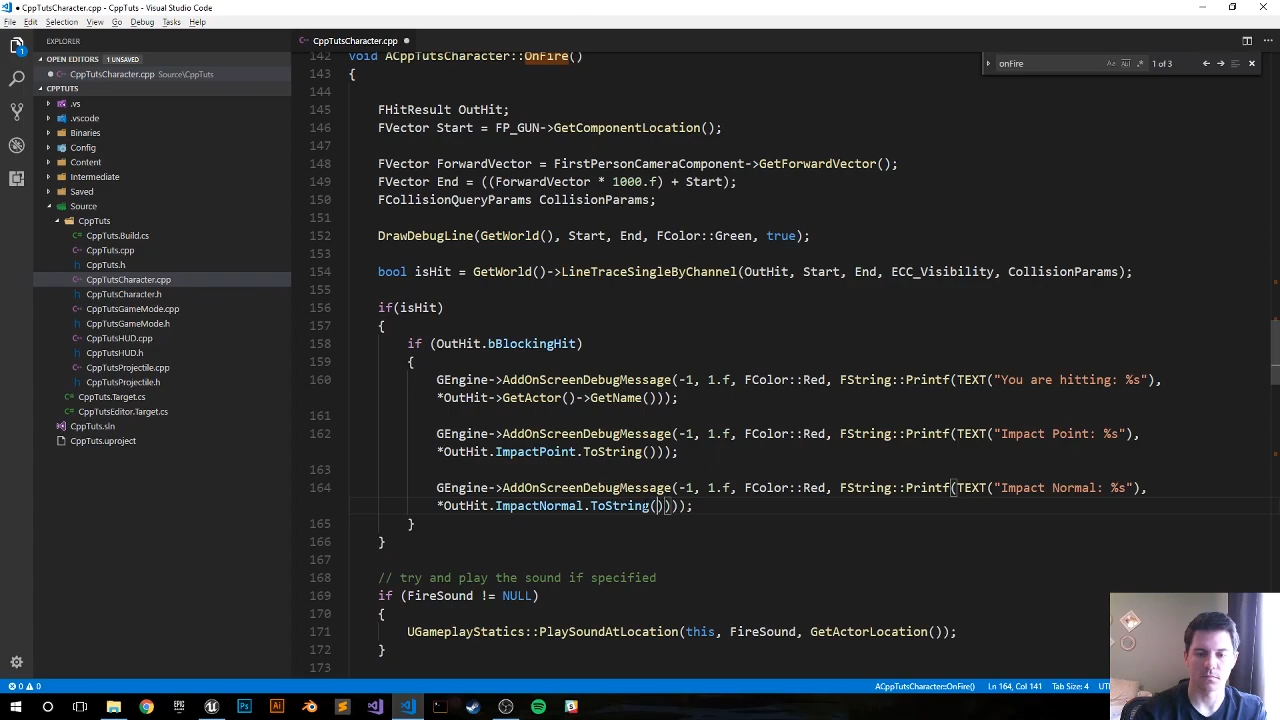 ● CppTutsCharacter.cpp - CppTuts - Visual Studio Code
File Edit Selection View Go Debug Tasks Help
EXPLORER
OPEN EDITORS 1 UNSAVED
CppTutsCharacter.cpp Source\CppTuts
CPPTUTS
.vs
.vscode
Binaries
Config
Content
Intermediate
Saved
Source
CppTuts
CppTuts.Build.cs
CppTuts.cpp
CppTuts.h
CppTutsCharacter.cpp
CppTutsCharacter.h
CppTutsGameMode.cpp
CppTutsGameMode.h
CppTutsHUD.cpp
CppTutsHUD.h
CppTutsProjectile.cpp
CppTutsProjectile.h
CppTuts.Target.cs
CppTutsEditor.Target.cs
CppTuts.sln
CppTuts.uproject
CppTutsCharacter.cpp
onFire 1 of 3
142 void ACppTutsCharacter::OnFire()
143 {
144
145 FHitResult OutHit;
146 FVector Start = FP_GUN->GetComponentLocation();
147
148 FVector ForwardVector = FirstPersonCameraComponent->GetForwardVector();
149 FVector End = ((ForwardVector * 1000.f) + Start);
150 FCollisionQueryParams CollisionParams;
151
152 DrawDebugLine(GetWorld(), Start, End, FColor::Green, true);
153
154 bool isHit = GetWorld()->LineTraceSingleByChannel(OutHit, Start, End, ECC_Visibility, CollisionParams);
155
156 if(isHit)
157 {
158 if (OutHit.bBlockingHit)
159 {
160 GEngine->AddOnScreenDebugMessage(-1, 1.f, FColor::Red, FString::Printf(TEXT("You are hitting: %s"),
*OutHit->GetActor()->GetName()));
161
162 GEngine->AddOnScreenDebugMessage(-1, 1.f, FColor::Red, FString::Printf(TEXT("Impact Point: %s"),
*OutHit.ImpactPoint.ToString()));
163
164 GEngine->AddOnScreenDebugMessage(-1, 1.f, FColor::Red, FString::Printf(TEXT("Impact Normal: %s"),
*OutHit.ImpactNormal.ToString())));
165 }
166 }
167
168 // try and play the sound if specified
169 if (FireSound != NULL)
170 {
171 UGameplayStatics::PlaySoundAtLocation(this, FireSound, GetActorLocation());
172 }
173
0 0 ACppTutsCharacter::OnFire() Ln 164, Col 141 Tab Size: 4